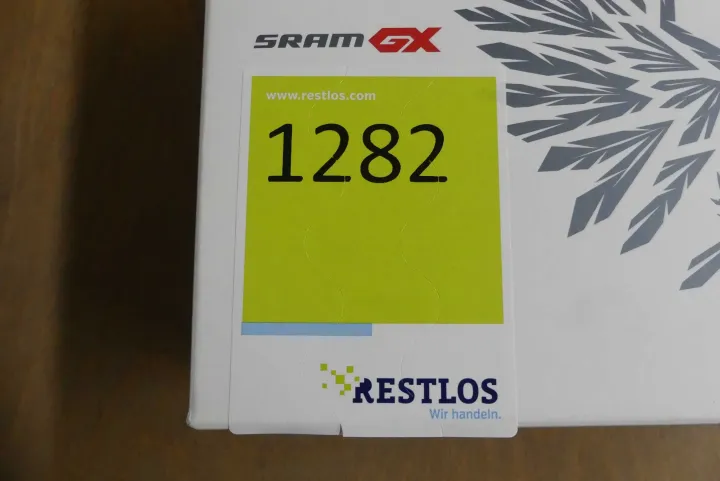 SRAM GX
www.restlos.com
1282
RESTLOS
Wir handeln.